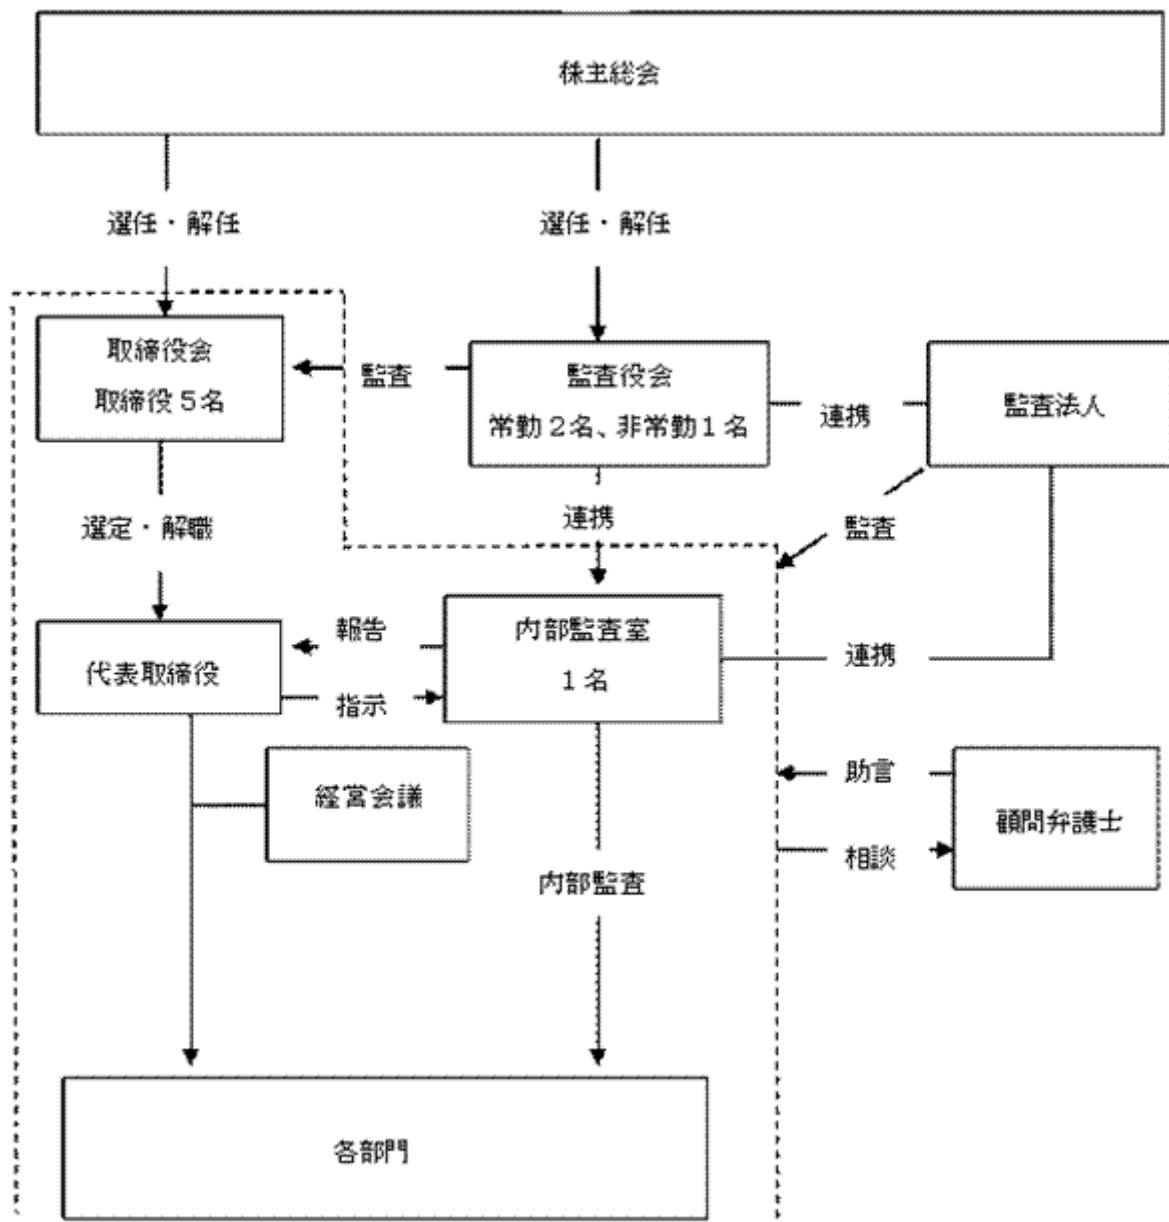 株主総会
選任・解任
選任・解任
取締役会
取締役5名
監査
監査役会
常勤2名、非常勤1名
連携
監査法人
選定・解職
連携
監査
代表取締役
報告
指示
内部監査室
1名
連携
経営会議
助言
相談
顧問弁護士
内部監査
各部門